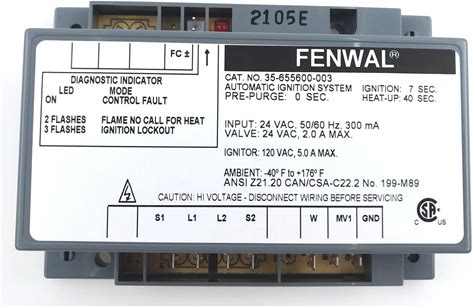 2105E
FC ±
FENWAL®
CAT. NO. 35-655600-003
AUTOMATIC IGNITION SYSTEM IGNITION: 7 SEC.
PRE-PURGE: 0 SEC. HEAT-UP: 40 SEC.
DIAGNOSTIC INDICATOR
LED MODE
ON CONTROL FAULT
2 FLASHES FLAME NO CALL FOR HEAT
3 FLASHES IGNITION LOCKOUT
INPUT: 24 VAC, 50/60 Hz, 300 mA
VALVE: 24 VAC, 2.0 A MAX.
IGNITOR: 120 VAC, 5.0 A MAX.
AMBIENT: -40° F to +176° F
ANSI Z21.20 CAN/CSA-C22.2 No. 199-M89
CAUTION: HI VOLTAGE - DISCONNECT WIRING BEFORE SERVICING
S1 L1 L2 S2 W MV1 GND
C US